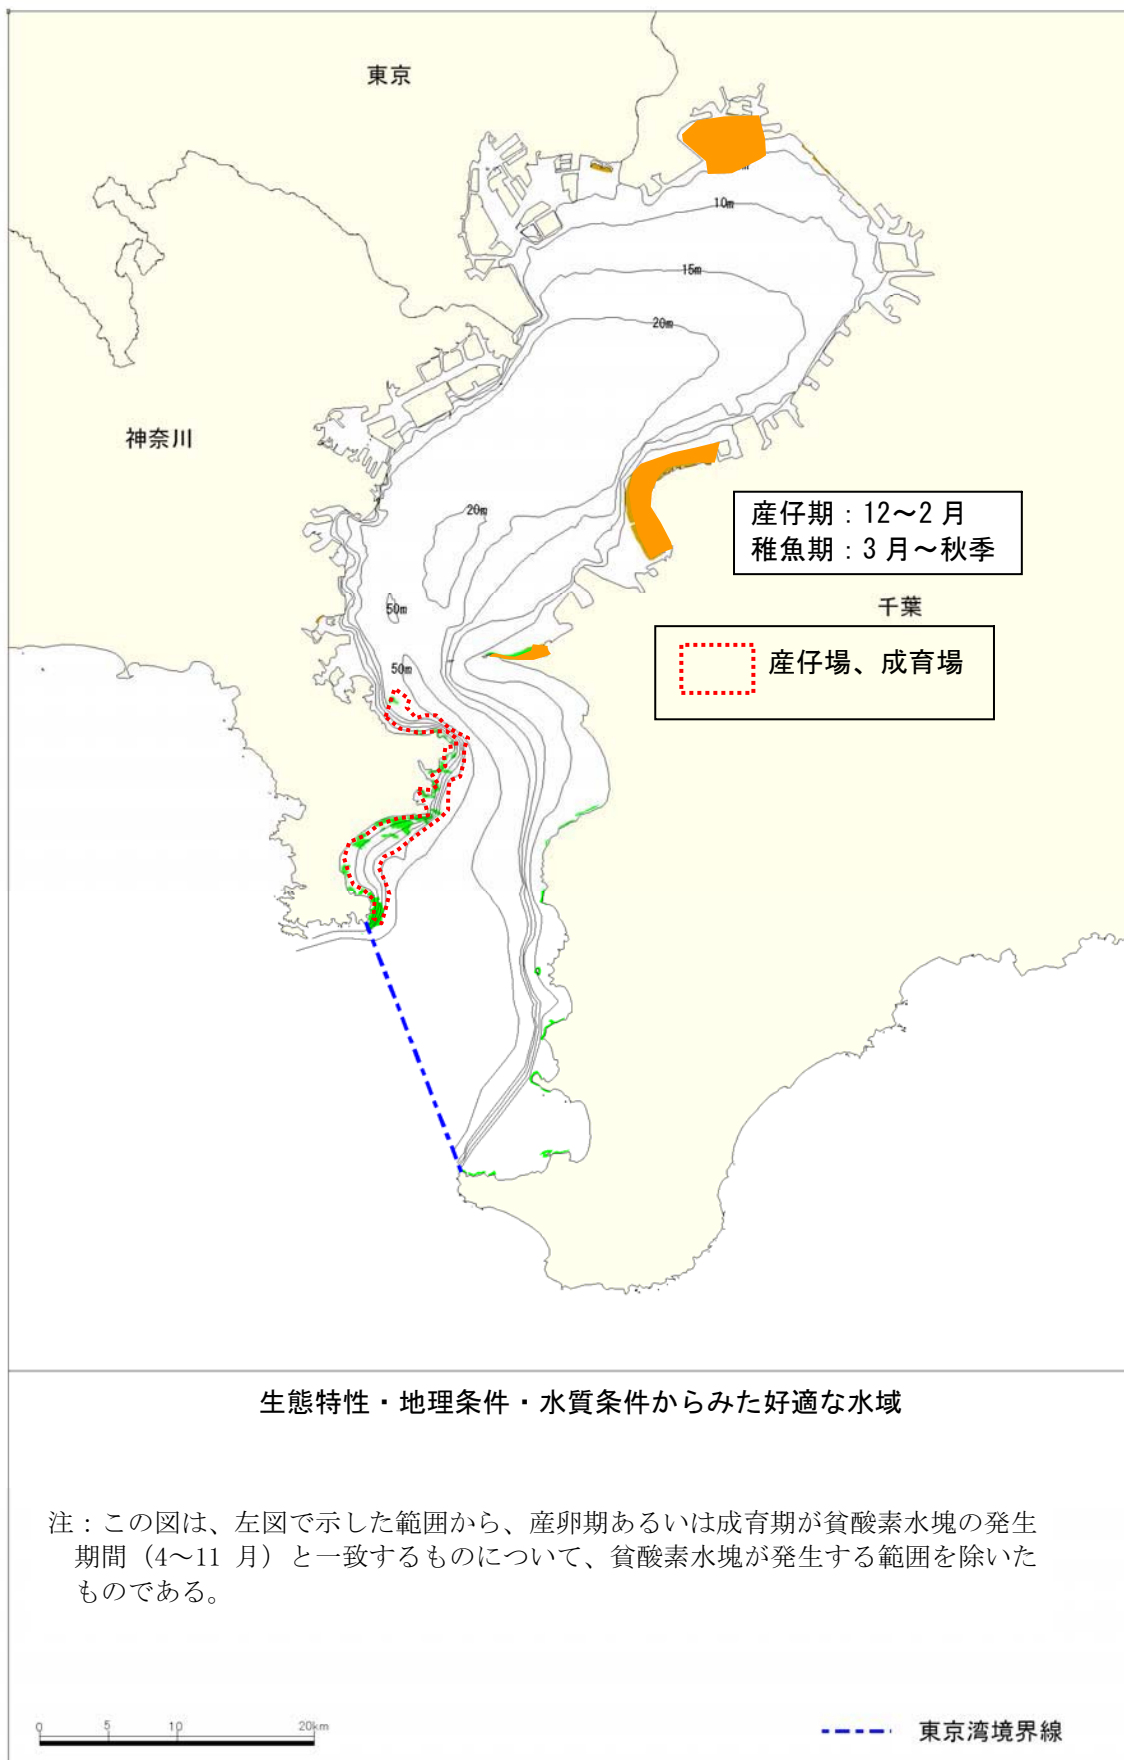 東京
10m
15m
20m
神奈川
20m
産仔期：12～2 月
稚魚期：3 月～秋季
千葉
50m
産仔場、成育場
50m
生態特性・地理条件・水質条件からみた好適な水域
注：この図は、左図で示した範囲から、産卵期あるいは成育期が貧酸素水塊の発生
期間（4～11 月）と一致するものについて、貧酸素水塊が発生する範囲を除いた
ものである。
0 5 10 20km
東京湾境界線